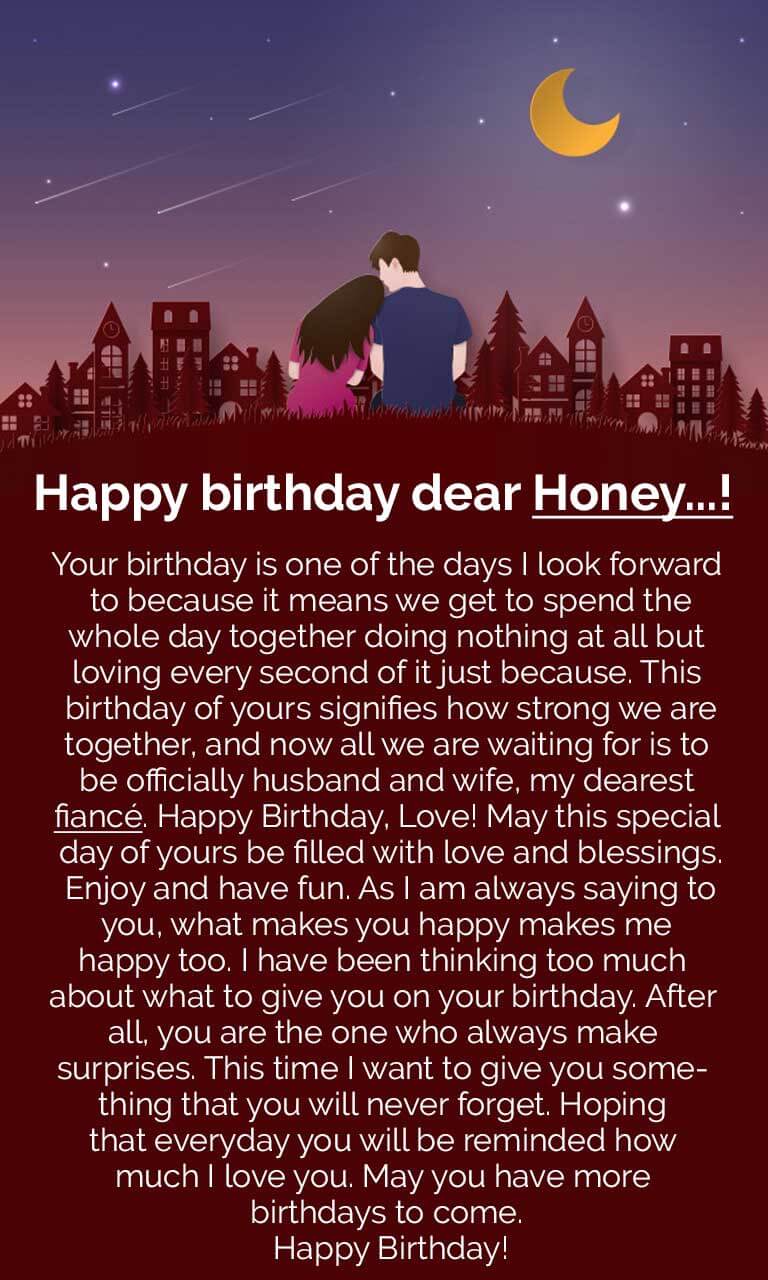 Happy birthday dear Honey...!
Your birthday is one of the days I look forward
to because it means we get to spend the
whole day together doing nothing at all but
loving every second of it just because. This
birthday of yours signifies how strong we are
together, and now all we are waiting for is to
be officially husband and wife, my dearest
fiancé. Happy Birthday, Love! May this special
day of yours be filled with love and blessings.
Enjoy and have fun. As I am always saying to
you, what makes you happy makes me
happy too. I have been thinking too much
about what to give you on your birthday. After
all, you are the one who always make
surprises. This time I want to give you some-
thing that you will never forget. Hoping
that everyday you will be reminded how
much I love you. May you have more
birthdays to come.
Happy Birthday!